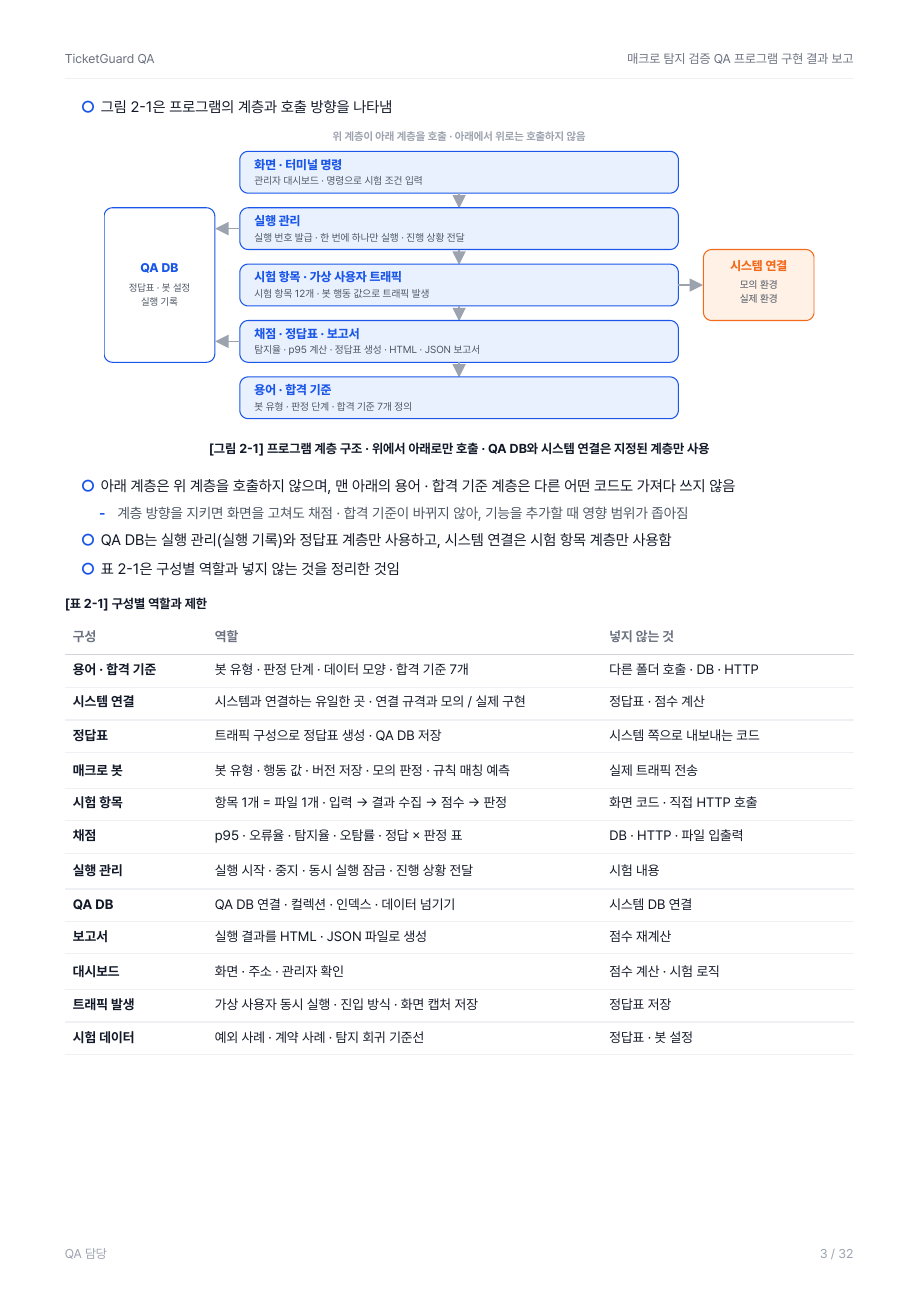 TicketGuard QA
매크로 탐지 검증 QA 프로그램 구현 결과 보고
그림 2-1은 프로그램의 계층과 호출 방향을 나타냄
위 계층이 아래 계층을 호출 · 아래에서 위로는 호출하지 않음
화면 · 터미널 명령
관리자 대시보드 · 명령으로 시험 조건 입력
실행 관리
실행 번호 발급 · 한 번에 하나만 실행 · 진행 상황 전달
QA DB
정답표 · 봇 설정
실행 기록
시험 항목 · 가상 사용자 트래픽
시험 항목 12개 · 봇 행동 값으로 트래픽 발생
시스템 연결
모의 환경
실제 환경
채점 · 정답표 · 보고서
탐지율 · p95 계산 · 정답표 생성 · HTML · JSON 보고서
용어 · 합격 기준
봇 유형 · 판정 단계 · 합격 기준 7개 정의
[그림 2-1] 프로그램 계층 구조 · 위에서 아래로만 호출 · QA DB와 시스템 연결은 지정된 계층만 사용
아래 계층은 위 계층을 호출하지 않으며, 맨 아래의 용어 · 합격 기준 계층은 다른 어떤 코드도 가져다 쓰지 않음
- 계층 방향을 지키면 화면을 고쳐도 채점 · 합격 기준이 바뀌지 않아, 기능을 추가할 때 영향 범위가 좁아짐
QA DB는 실행 관리(실행 기록)와 정답표 계층만 사용하고, 시스템 연결은 시험 항목 계층만 사용함
표 2-1은 구성별 역할과 넣지 않는 것을 정리한 것임
[표 2-1] 구성별 역할과 제한
구성 역할 넣지 않는 것
용어 · 합격 기준 봇 유형 · 판정 단계 · 데이터 모양 · 합격 기준 7개 다른 폴더 호출 · DB · HTTP
시스템 연결 시스템과 연결하는 유일한 곳 · 연결 규격과 모의 / 실제 구현 정답표 · 점수 계산
정답표 트래픽 구성으로 정답표 생성 · QA DB 저장 시스템 쪽으로 내보내는 코드
매크로 봇 봇 유형 · 행동 값 · 버전 저장 · 모의 판정 · 규칙 매칭 예측 실제 트래픽 전송
시험 항목 항목 1개 = 파일 1개 · 입력 → 결과 수집 → 점수 → 판정 화면 코드 · 직접 HTTP 호출
채점 p95 · 오류율 · 탐지율 · 오탐률 · 정답 × 판정 표 DB · HTTP · 파일 입출력
실행 관리 실행 시작 · 중지 · 동시 실행 잠금 · 진행 상황 전달 시험 내용
QA DB QA DB 연결 · 컬렉션 · 인덱스 · 데이터 넘기기 시스템 DB 연결
보고서 실행 결과를 HTML · JSON 파일로 생성 점수 재계산
대시보드 화면 · 주소 · 관리자 확인 점수 계산 · 시험 로직
트래픽 발생 가상 사용자 동시 실행 · 진입 방식 · 화면 캡처 저장 정답표 저장
시험 데이터 예외 사례 · 계약 사례 · 탐지 회귀 기준선 정답표 · 봇 설정
QA 담당
3 / 32